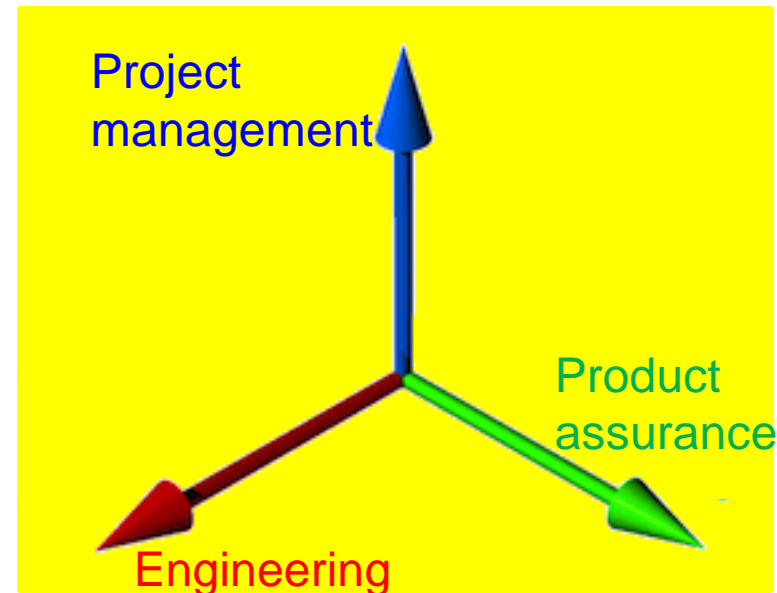 Project
management
Product
assurance
Engineering